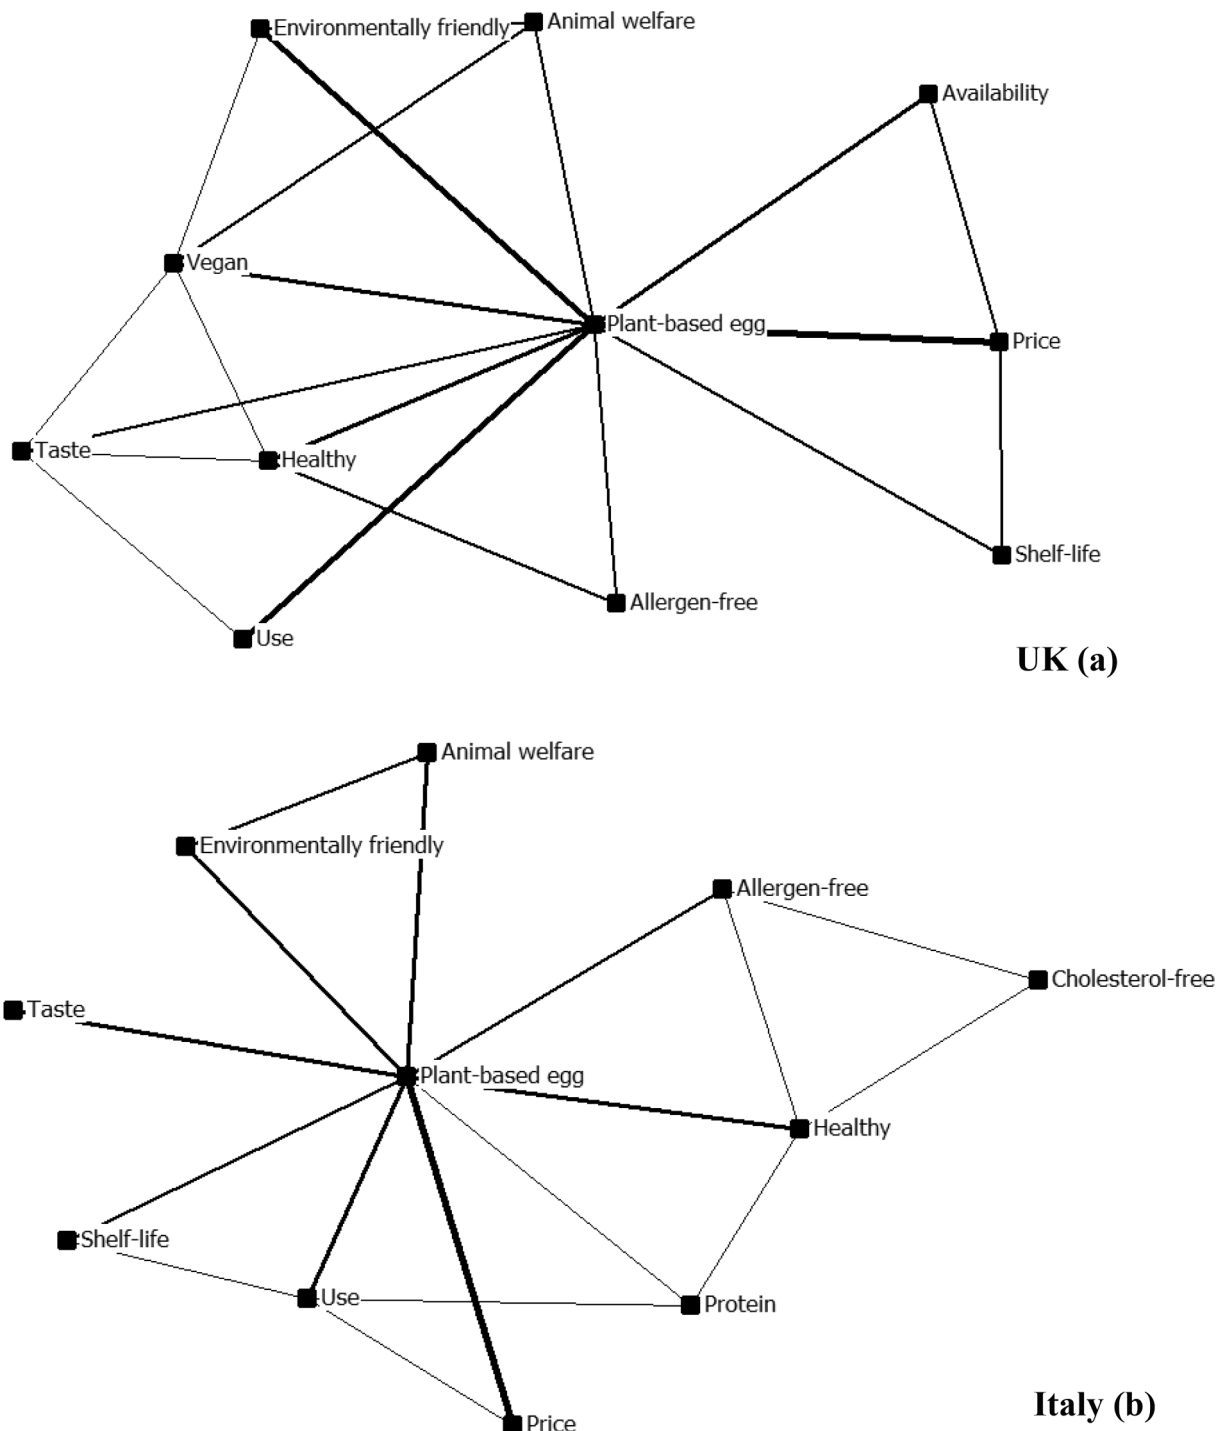 Environmentally friendly
Animal welfare
Availability
Vegan
Plant-based egg
Price
Taste
Healthy
Shelf-life
Allergen-free
Use
UK (a)
Animal welfare
Environmentally friendly
Allergen-free
Cholesterol-free
Taste
Plant-based egg
Healthy
Shelf-life
Use
Protein
Italy (b)
Price